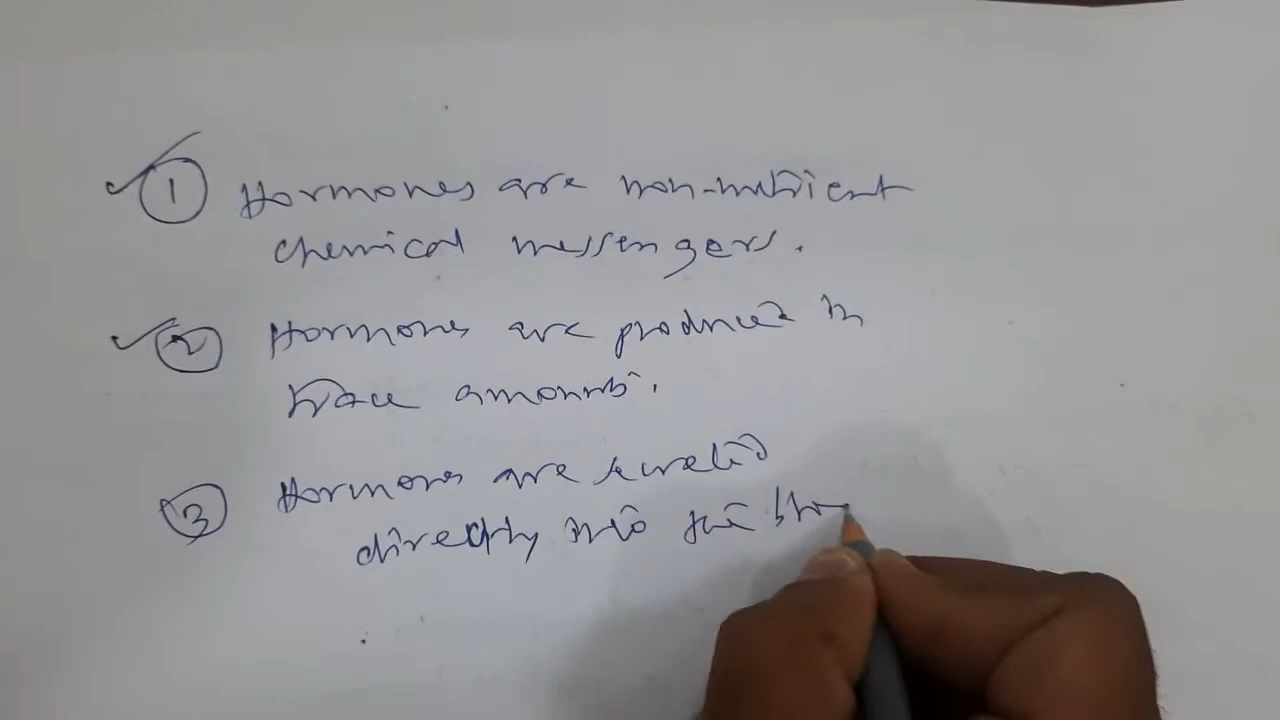 1 Hormones are non-nutrient
chemical messengers.
2 Hormones are produced in
trace amounts.
3 Hormones are secreted
directly into the